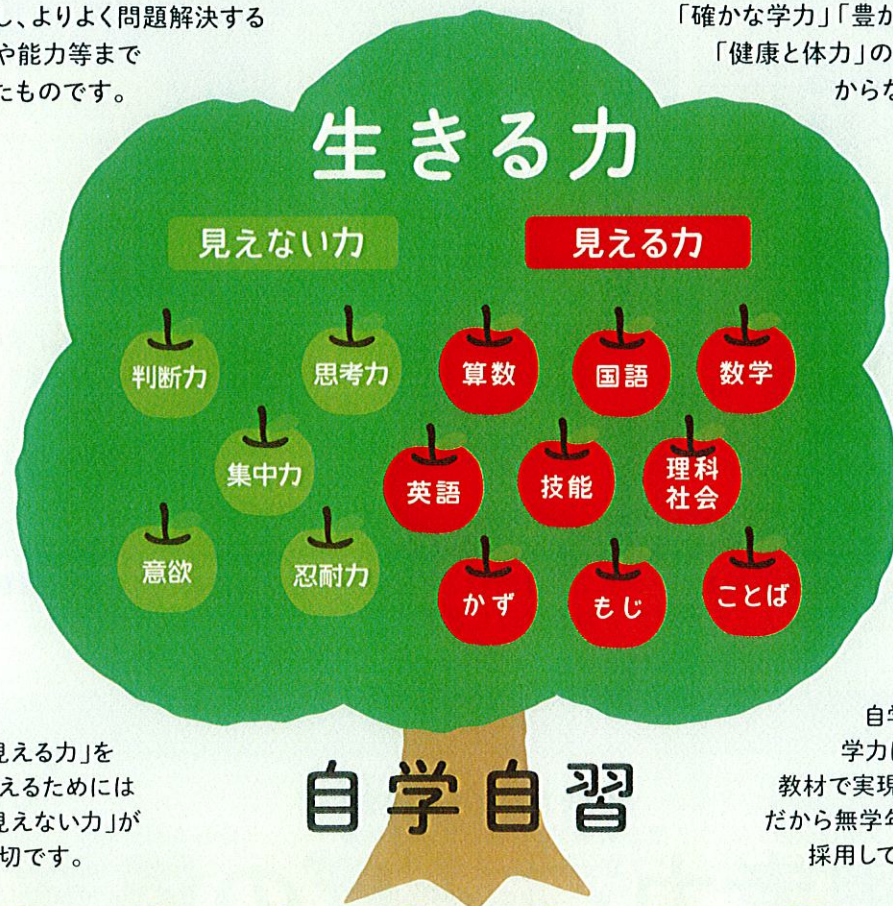 し、よりよく問題解決する
や能力等まで
たものです。
「確かな学力」「豊か
「健康と体力」の
からな
生きる力
見えない力
見える力
判断力
思考力
算数
国語
数学
集中力
英語
技能
理科
社会
意欲
忍耐力
かず
もじ
ことば
見える力」を
えるためには
見えない力」が
切です。
自学自習
自学
学力に
教材で実現
だから無学年
採用して